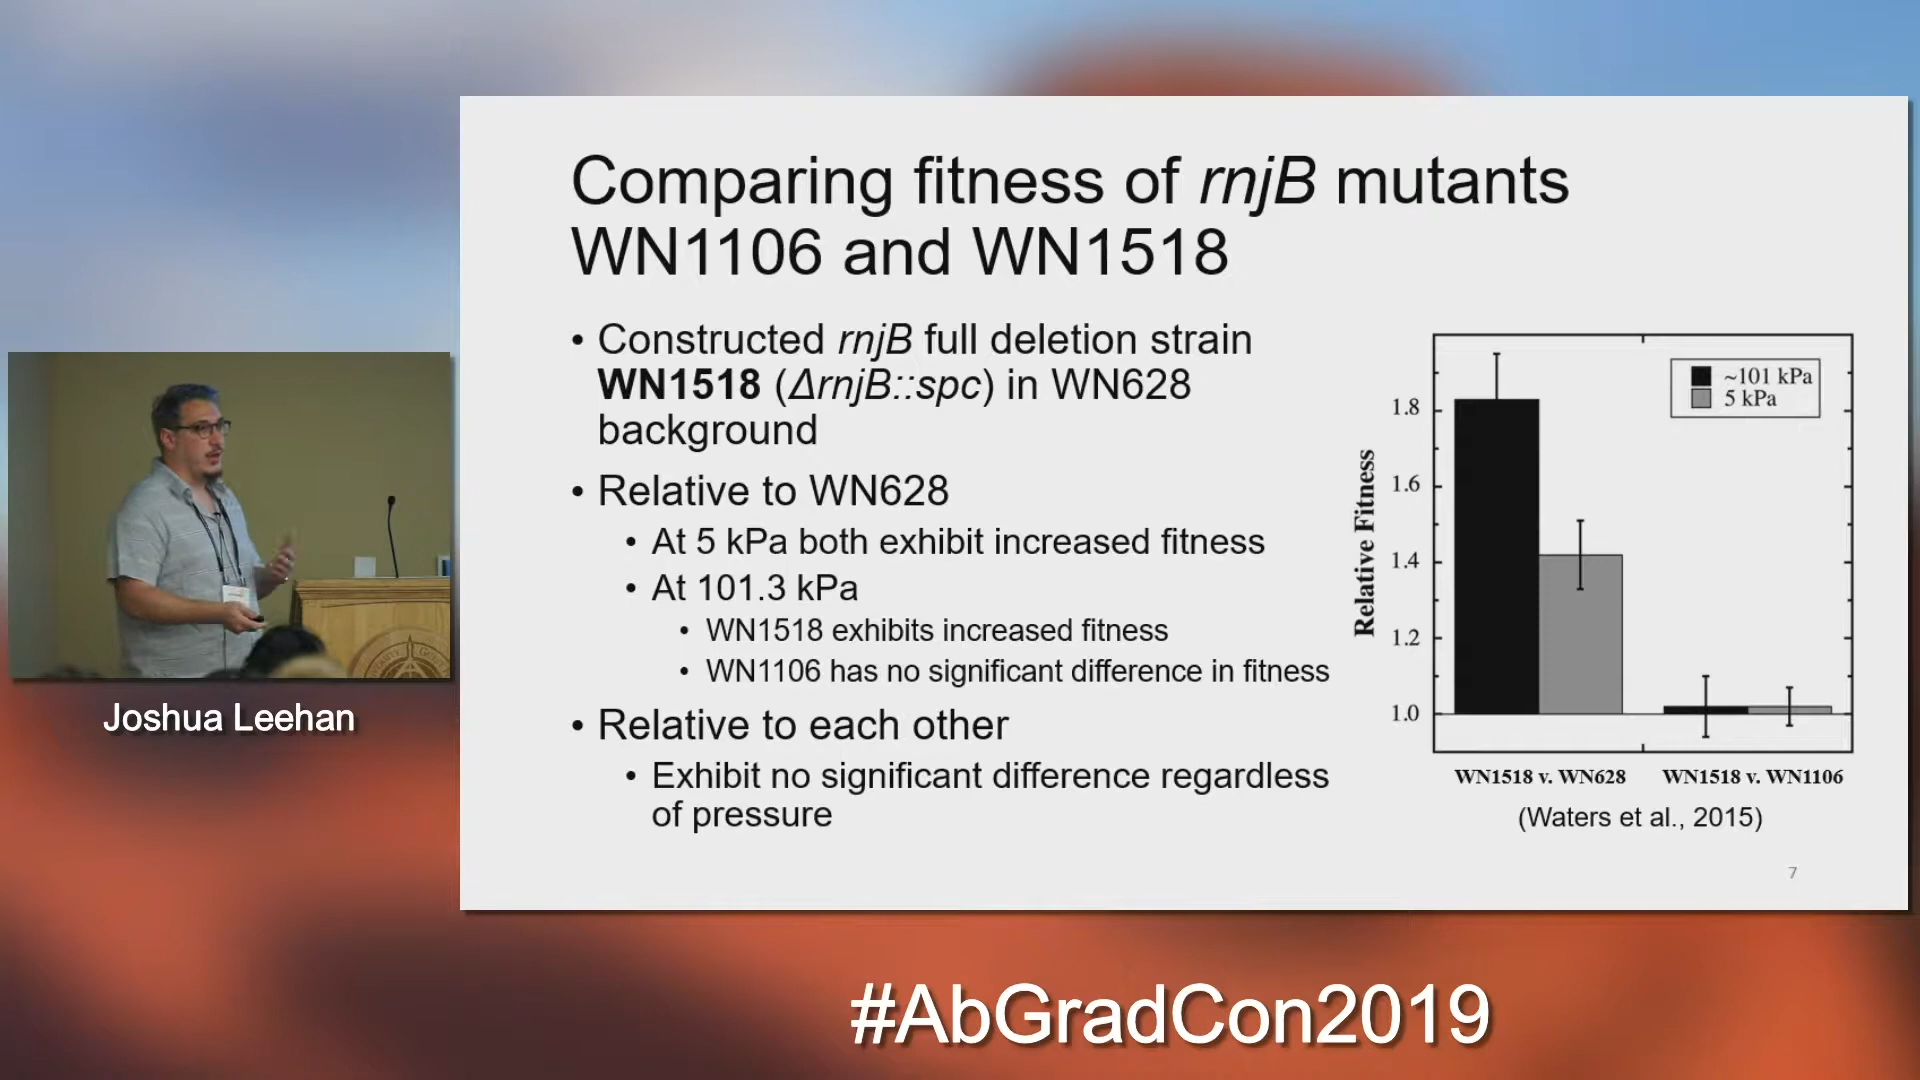 Comparing fitness of rnjB mutants
WN1106 and WN1518
• Constructed rnjB full deletion strain
WN1518 (ΔrnjB::spc) in WN628
background
• Relative to WN628
• At 5 kPa both exhibit increased fitness
• At 101.3 kPa
• WN1518 exhibits increased fitness
• WN1106 has no significant difference in fitness
• Relative to each other
• Exhibit no significant difference regardless
of pressure
~101 kPa
5 kPa
Relative Fitness
1.8
1.6
1.4
1.2
1.0
WN1518 v. WN628
WN1518 v. WN1106
(Waters et al., 2015)
7
Joshua Leehan
#AbGradCon2019